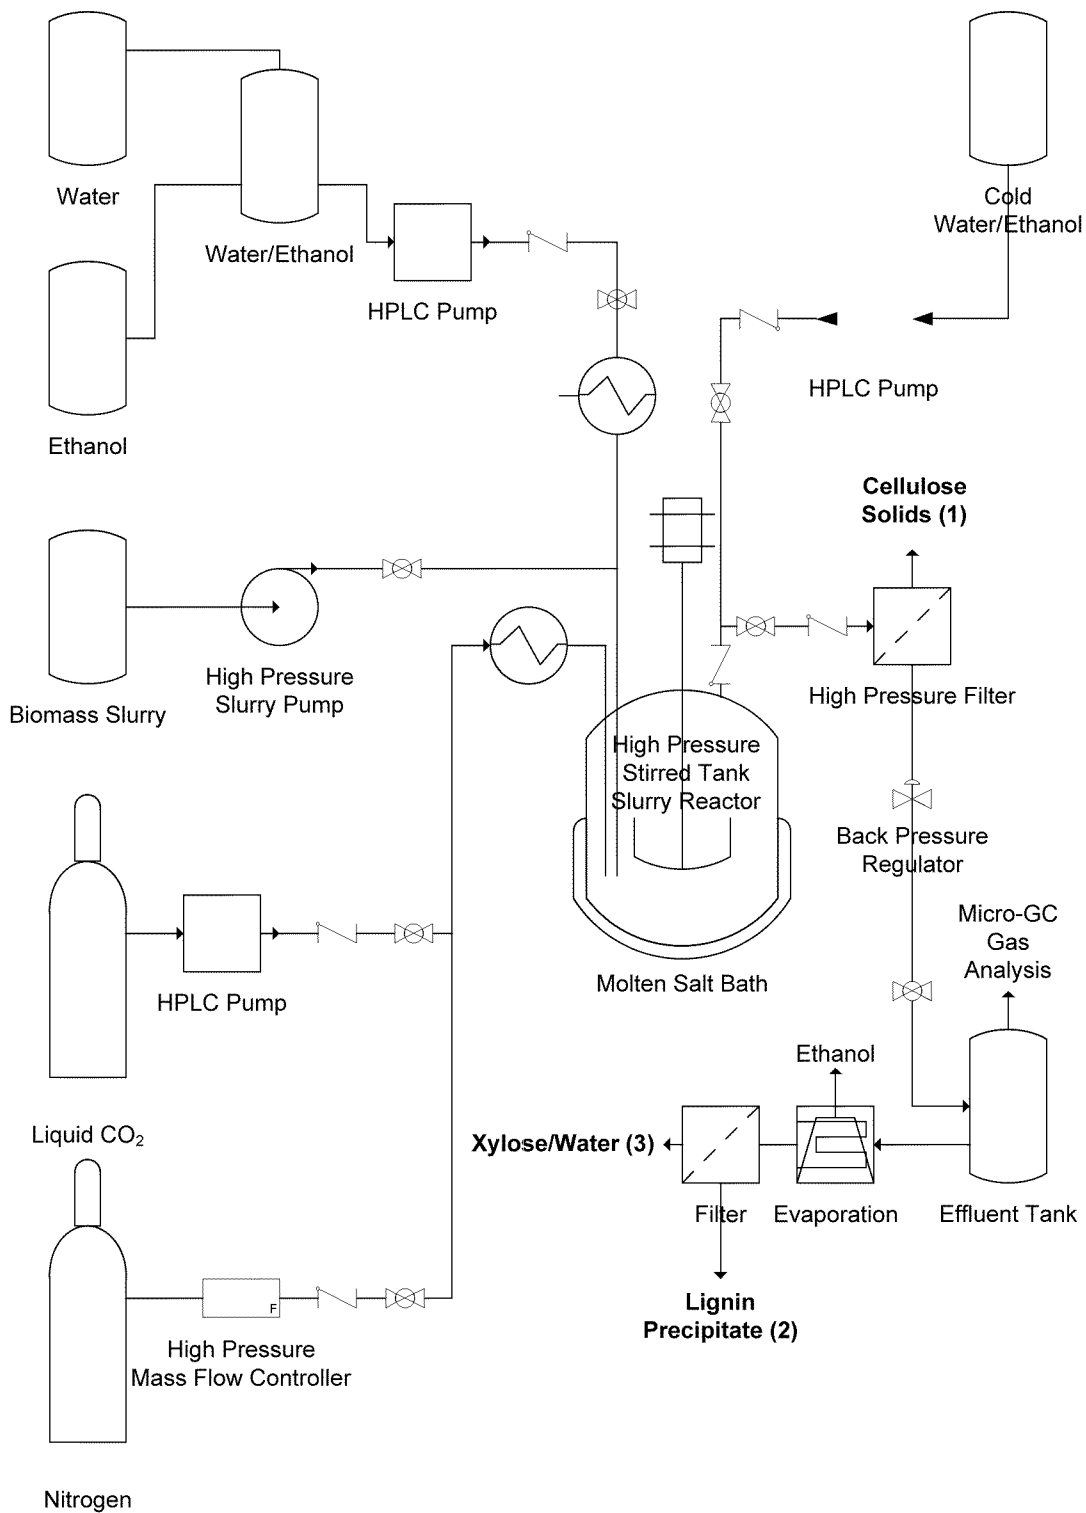 Water
Cold
Water/Ethanol
Water/Ethanol
HPLC Pump
HPLC Pump
Ethanol
Cellulose
Solids (1)
High Pressure
Slurry Pump
Biomass Slurry
High Pressure Filter
High Pressure
Stirred Tank
Slurry Reactor
Back Pressure
Regulator
Micro-GC
Gas
Analysis
Molten Salt Bath
HPLC Pump
Ethanol
Liquid CO₂
Xylose/Water (3)
Filter
Evaporation
Effluent Tank
F
Lignin
Precipitate (2)
High Pressure
Mass Flow Controller
Nitrogen